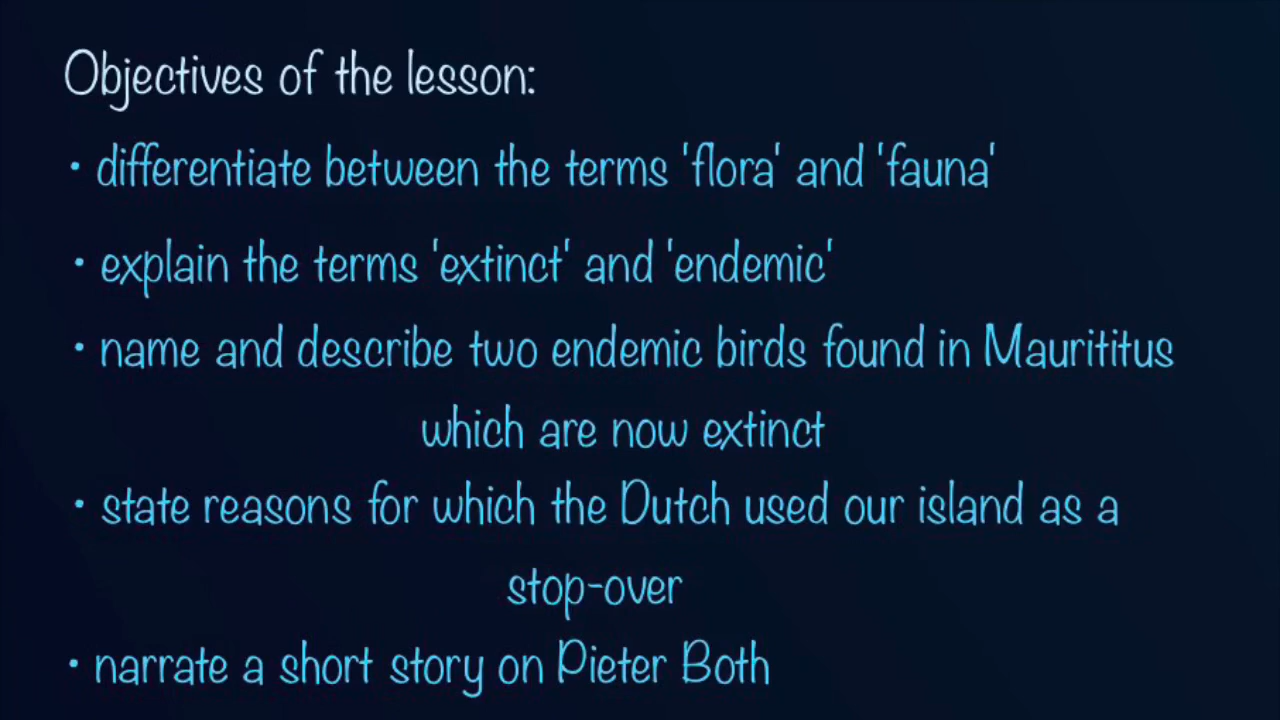 Objectives of the lesson:
• differentiate between the terms 'flora' and 'fauna'
• explain the terms 'extinct' and 'endemic'
• name and describe two endemic birds found in Maurititus
which are now extinct
• state reasons for which the Dutch used our island as a
stop-over
• narrate a short story on Pieter Both